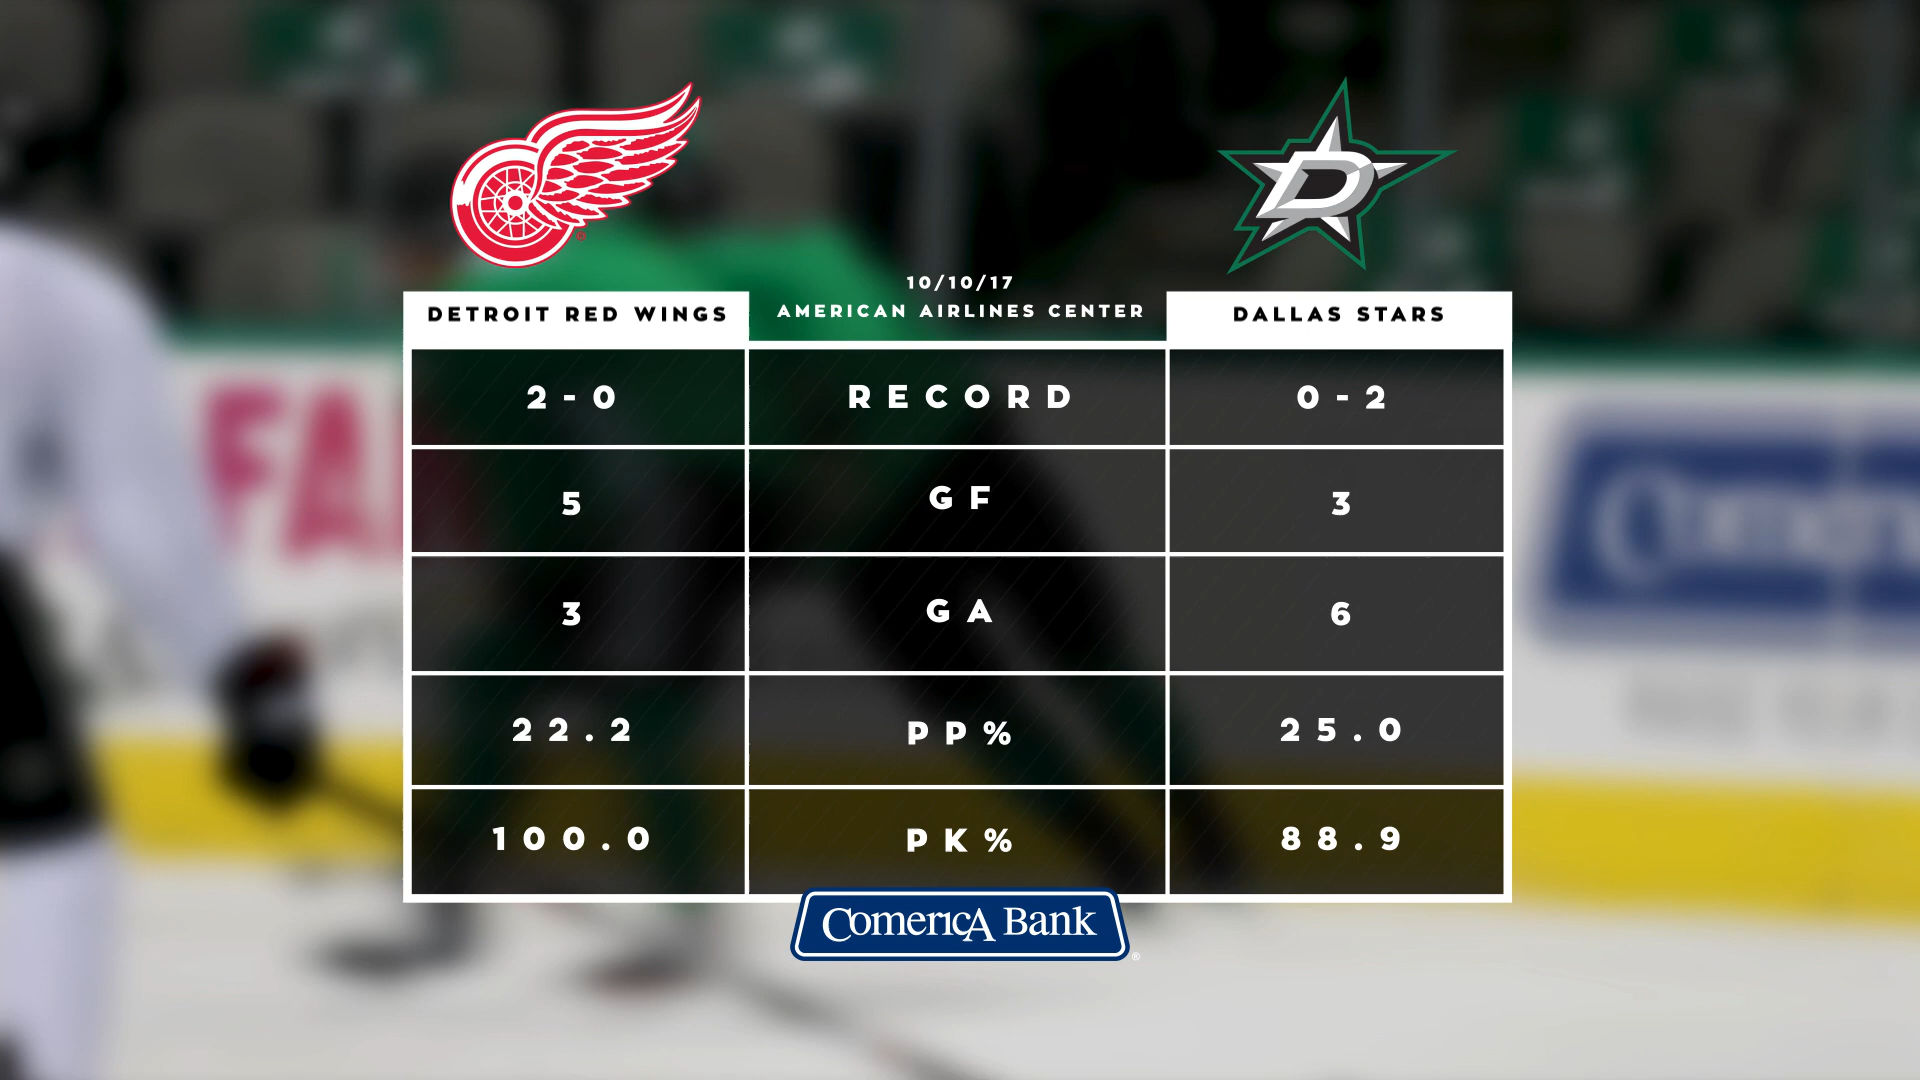 10/10/17
DETROIT RED WINGS AMERICAN AIRLINES CENTER DALLAS STARS
2-0 RECORD 0-2
5 GF 3
3 GA 6
22.2 PP% 25.0
100.0 PK% 88.9
ComericA Bank